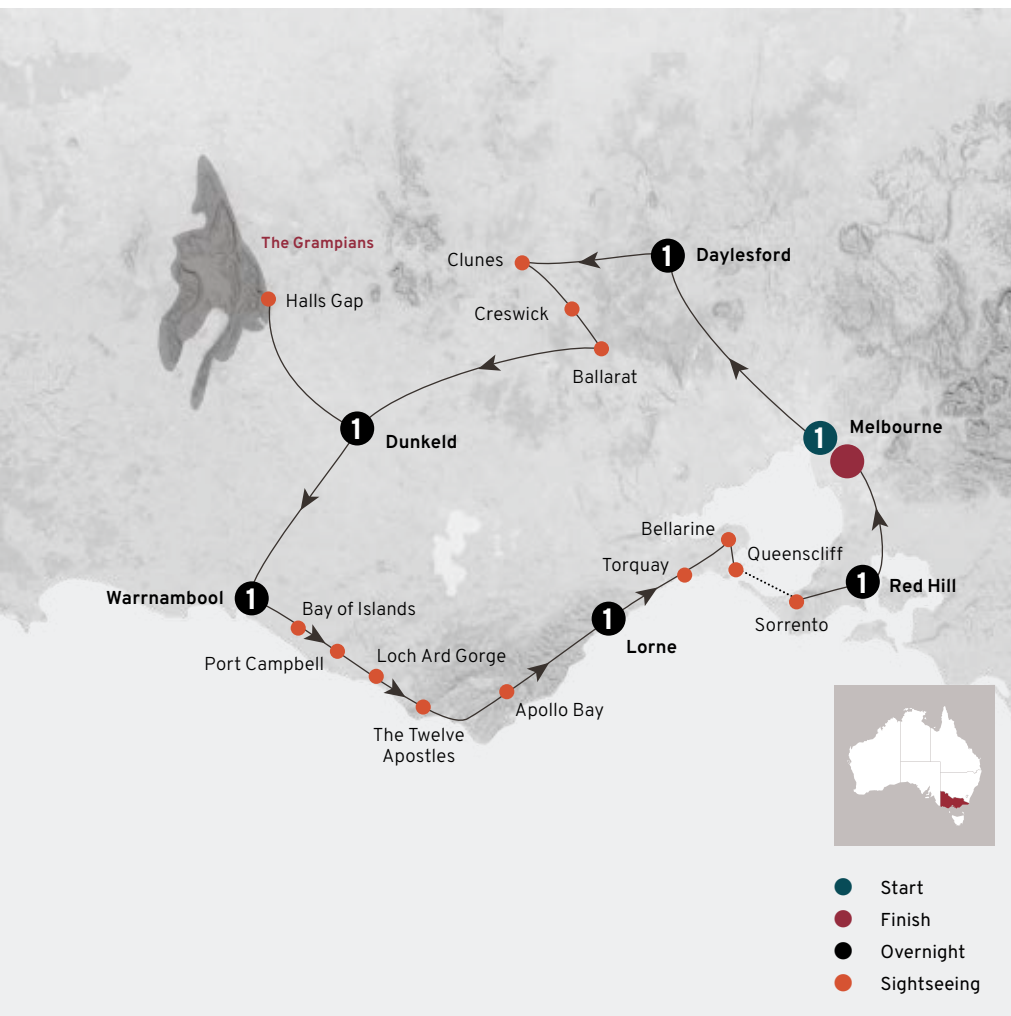 The Grampians
Clunes
1
Daylesford
Halls Gap
Creswick
Ballarat
1
Dunkeld
1
Melbourne
Bellarine
Queenscliff
Torquay
1
Red Hill
Warrnambool
1
Bay of Islands
Sorrento
1
Lorne
Port Campbell
Loch Ard Gorge
Apollo Bay
The Twelve
Apostles
Start
Finish
Overnight
Sightseeing